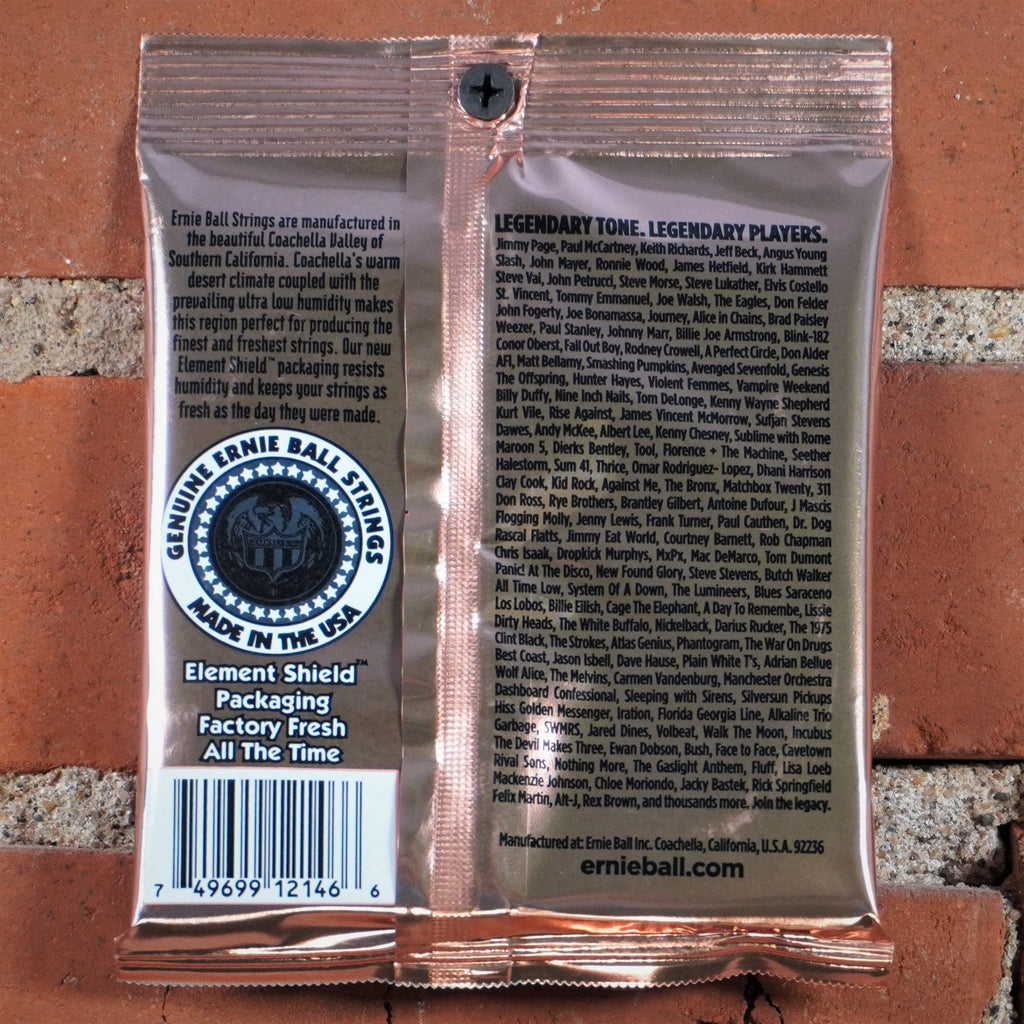 Ernie Ball Strings are manufactured in
the beautiful Coachella Valley of
Southern California. Coachella's warm
desert climate coupled with the
prevailing ultra low humidity makes
this region perfect for producing the
finest and freshest strings. Our new
Element Shield™ packaging resists
humidity and keeps your strings as
fresh as the day they were made.
GENUINE ERNIE BALL STRINGS
MADE IN THE USA
Element Shield™
Packaging
Factory Fresh
All The Time
7 49699 12146 6
LEGENDARY TONE. LEGENDARY PLAYERS.
Jimmy Page, Paul McCartney, Keith Richards, Jeff Beck, Angus Young
Slash, John Mayer, Ronnie Wood, James Hetfield, Kirk Hammett
Steve Vai, John Petrucci, Steve Morse, Steve Lukather, Elvis Costello
St. Vincent, Tommy Emmanuel, Joe Walsh, The Eagles, Don Felder
John Fogerty, Joe Bonamassa, Journey, Alice in Chains, Brad Paisley
Weezer, Paul Stanley, Johnny Marr, Billie Joe Armstrong, Blink-182
Conor Oberst, Fall Out Boy, Rodney Crowell, A Perfect Circle, Don Alder
AFI, Matt Bellamy, Smashing Pumpkins, Avenged Sevenfold, Genesis
The Offspring, Hunter Hayes, Violent Femmes, Vampire Weekend
Billy Duffy, Nine Inch Nails, Tom DeLonge, Kenny Wayne Shepherd
Kurt Vile, Rise Against, James Vincent McMorrow, Sufjan Stevens
Dawes, Andy McKee, Albert Lee, Kenny Chesney, Sublime with Rome
Maroon 5, Dierks Bentley, Tool, Florence + The Machine, Seether
Halestorm, Sum 41, Thrice, Omar Rodriguez- Lopez, Dhani Harrison
Clay Cook, Kid Rock, Against Me, The Bronx, Matchbox Twenty, 311
Don Ross, Rye Brothers, Brantley Gilbert, Antoine Dufour, J Mascis
Flogging Molly, Jenny Lewis, Frank Turner, Paul Cauthen, Dr. Dog
Rascal Flatts, Jimmy Eat World, Courtney Barnett, Rob Chapman
Chris Isaak, Dropkick Murphys, MxPx, Mac DeMarco, Tom Dumont
Panic! At The Disco, New Found Glory, Steve Stevens, Butch Walker
All Time Low, System Of A Down, The Lumineers, Blues Saraceno
Los Lobos, Billie Eilish, Cage The Elephant, A Day To Remembe, Lissie
Dirty Heads, The White Buffalo, Nickelback, Darius Rucker, The 1975
Clint Black, The Strokes, Atlas Genius, Phantogram, The War On Drugs
Best Coast, Jason Isbell, Dave Hause, Plain White T's, Adrian Bellue
Wolf Alice, The Melvins, Carmen Vandenburg, Manchester Orchestra
Dashboard Confessional, Sleeping with Sirens, Silversun Pickups
Hiss Golden Messenger, Iration, Florida Georgia Line, Alkaline Trio
Garbage, SWMRS, Jared Dines, Volbeat, Walk The Moon, Incubus
The Devil Makes Three, Ewan Dobson, Bush, Face to Face, Cavetown
Rival Sons, Nothing More, The Gaslight Anthem, Fluff, Lisa Loeb
Mackenzie Johnson, Chloe Moriondo, Jacky Bastek, Rick Springfield
Felix Martin, Alt-J, Rex Brown, and thousands more. Join the legacy.
Manufactured at: Ernie Ball Inc. Coachella, California, U.S.A. 92236
ernieball.com